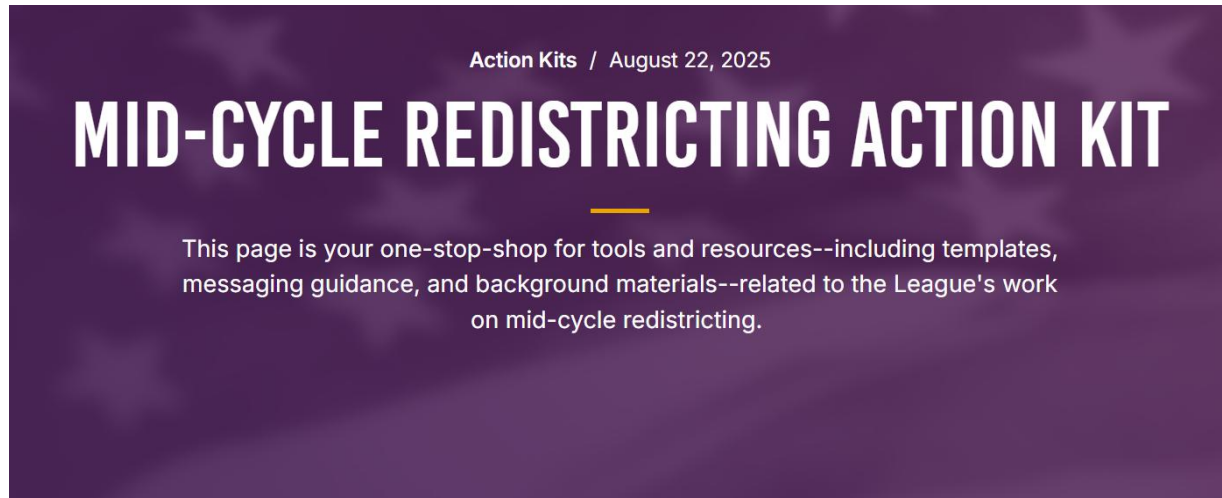 Action Kits / August 22, 2025
MID-CYCLE REDISTRICTING ACTION KIT
This page is your one-stop-shop for tools and resources--including templates,
messaging guidance, and background materials--related to the League's work
on mid-cycle redistricting.